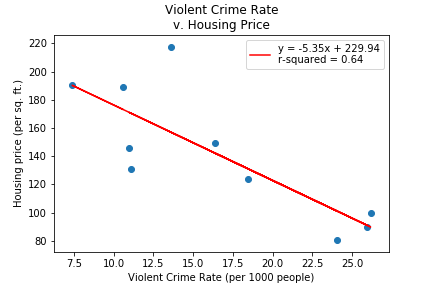 Violent Crime Rate
v. Housing Price
y = -5.35x + 229.94
r-squared = 0.64
Housing price (per sq. ft.)
220
200
180
160
140
120
100
80
7.5 10.0 12.5 15.0 17.5 20.0 22.5 25.0
Violent Crime Rate (per 1000 people)